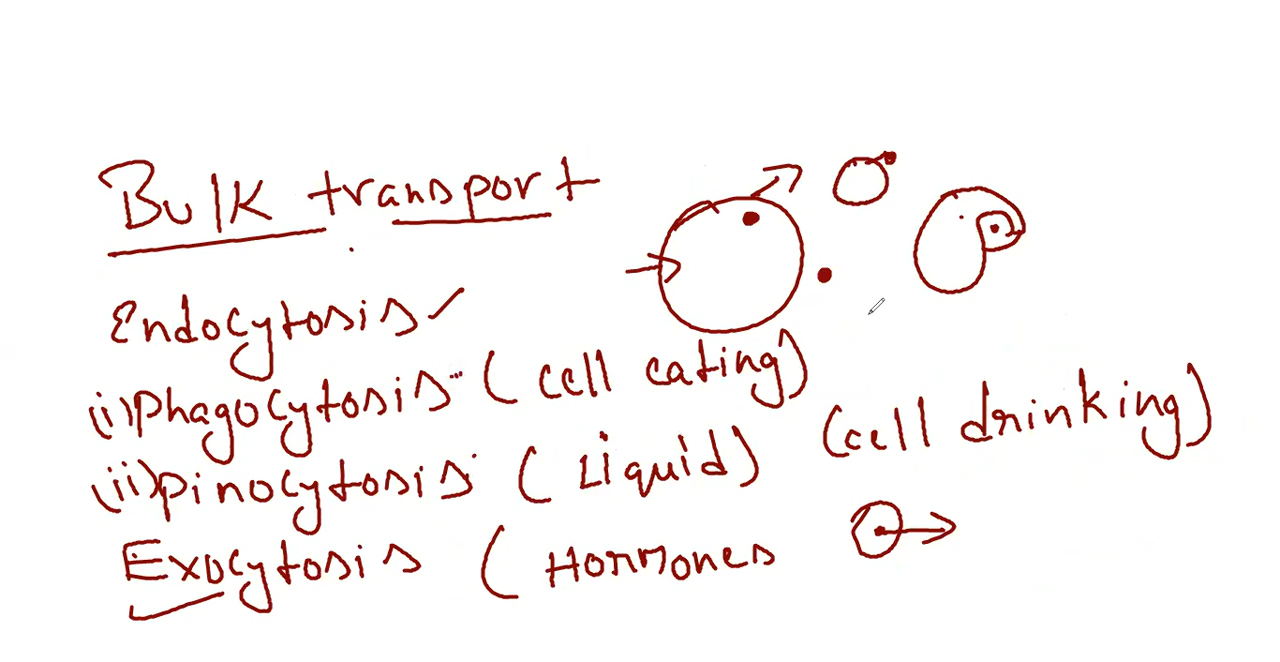 Bulk transport
Endocytosis ✓
(i) Phagocytosis (cell eating)
(ii) pinocytosis (Liquid) (cell drinking)
Exocytosis (Hormones